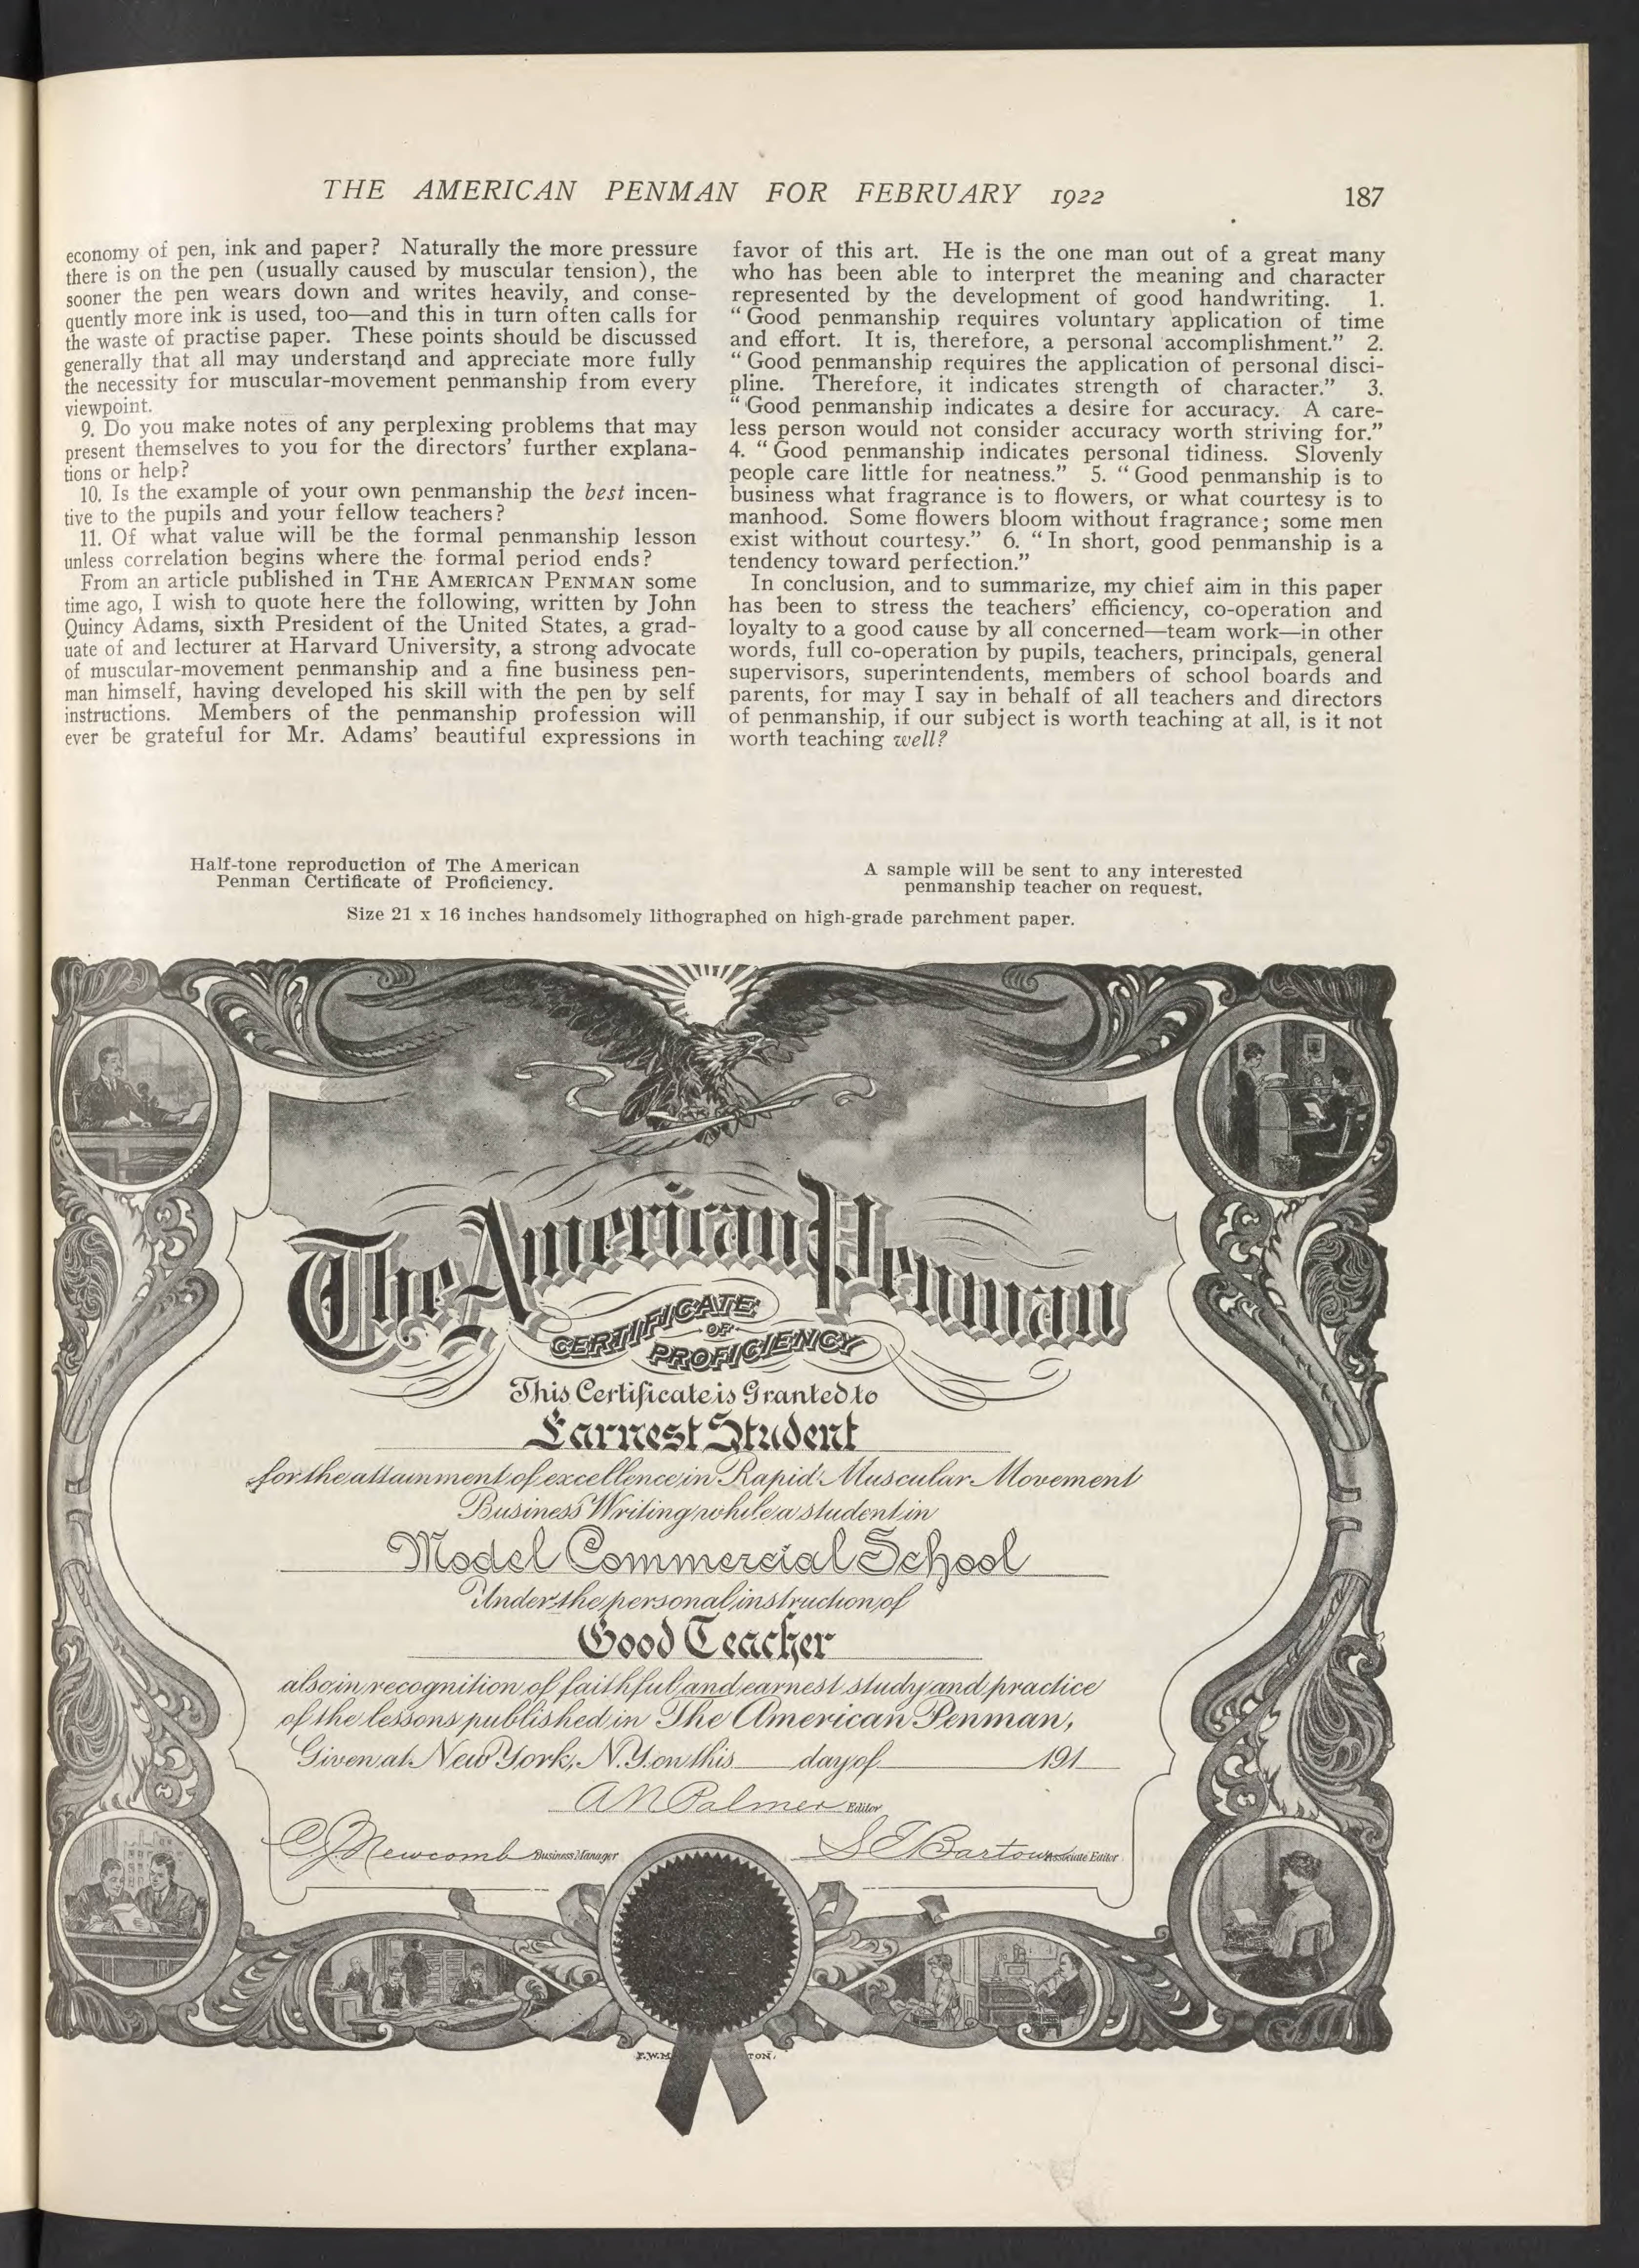 THE AMERICAN PENMAN FOR FEBRUARY 1922
187
economy of pen, ink and paper? Naturally the more pressure
there is on the pen (usually caused by muscular tension), the
sooner the pen wears down and writes heavily, and conse-
quently more ink is used, too—and this in turn often calls for
the waste of practise paper. These points should be discussed
generally that all may understand and appreciate more fully
the necessity for muscular-movement penmanship from every
viewpoint.
9. Do you make notes of any perplexing problems that may
present themselves to you for the directors' further explana-
tions or help?
10. Is the example of your own penmanship the best incen-
tive to the pupils and your fellow teachers?
11. Of what value will be the formal penmanship lesson
unless correlation begins where the formal period ends?
From an article published in THE AMERICAN PENMAN some
time ago, I wish to quote here the following, written by John
Quincy Adams, sixth President of the United States, a grad-
uate of and lecturer at Harvard University, a strong advocate
of muscular-movement penmanship and a fine business pen-
man himself, having developed his skill with the pen by self
instructions. Members of the penmanship profession will
ever be grateful for Mr. Adams' beautiful expressions in
favor of this art. He is the one man out of a great many
who has been able to interpret the meaning and character
represented by the development of good handwriting. 1.
"Good penmanship requires voluntary application of time
and effort. It is, therefore, a personal accomplishment." 2.
"Good penmanship requires the application of personal disci-
pline. Therefore, it indicates strength of character." 3.
"Good penmanship indicates a desire for accuracy. A care-
less person would not consider accuracy worth striving for."
4. "Good penmanship indicates personal tidiness. Slovenly
people care little for neatness." 5. "Good penmanship is to
business what fragrance is to flowers, or what courtesy is to
manhood. Some flowers bloom without fragrance; some men
exist without courtesy." 6. "In short, good penmanship is a
tendency toward perfection."
In conclusion, and to summarize, my chief aim in this paper
has been to stress the teachers' efficiency, co-operation and
loyalty to a good cause by all concerned—team work—in other
words, full co-operation by pupils, teachers, principals, general
supervisors, superintendents, members of school boards and
parents, for may I say in behalf of all teachers and directors
of penmanship, if our subject is worth teaching at all, is it not
worth teaching well?
Half-tone reproduction of The American
Penman Certificate of Proficiency.
A sample will be sent to any interested
penmanship teacher on request.
Size 21 x 16 inches handsomely lithographed on high-grade parchment paper.
The American Penman
CERTIFICATE
OF
PROFICIENCY
This Certificate is Granted to
Earnest Student
for the attainment of excellence in Rapid Muscular Movement
Business Writing while a student in
Model Commercial School
Under the personal instruction of
Good Teacher
also in recognition of faithful and earnest study and practice
of the lessons published in The American Penman,
Given at New York, N.Y. on this day of 191
A N Palmer Editor
C J Newcomb Business Manager
S E Bartow Associate Editor